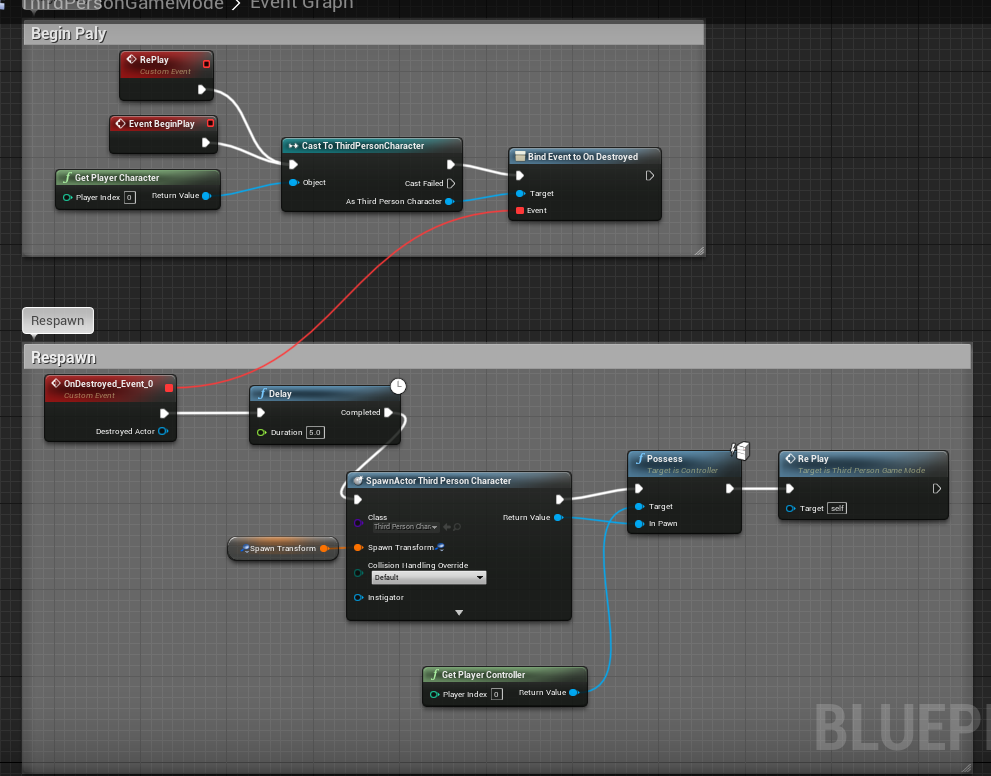 ThirdPersonGameMode > Event Graph
Begin Paly
RePlay
Custom Event
Event BeginPlay
Cast To ThirdPersonCharacter
Object
Cast Failed
As Third Person Character
Bind Event to On Destroyed
Target
Event
Get Player Character
Player Index 0 Return Value
Respawn
Respawn
OnDestroyed_Event_0
Custom Event
Destroyed Actor
Delay
Completed
Duration 5.0
SpawnActor Third Person Character
Class
Third Person Char
Return Value
Spawn Transform
Spawn Transform
Collision Handling Override
Default
Instigator
Possess
Target is Controller
Target
In Pawn
Re Play
Target is Third Person Game Mode
Target self
Get Player Controller
Player Index 0 Return Value
BLUEP